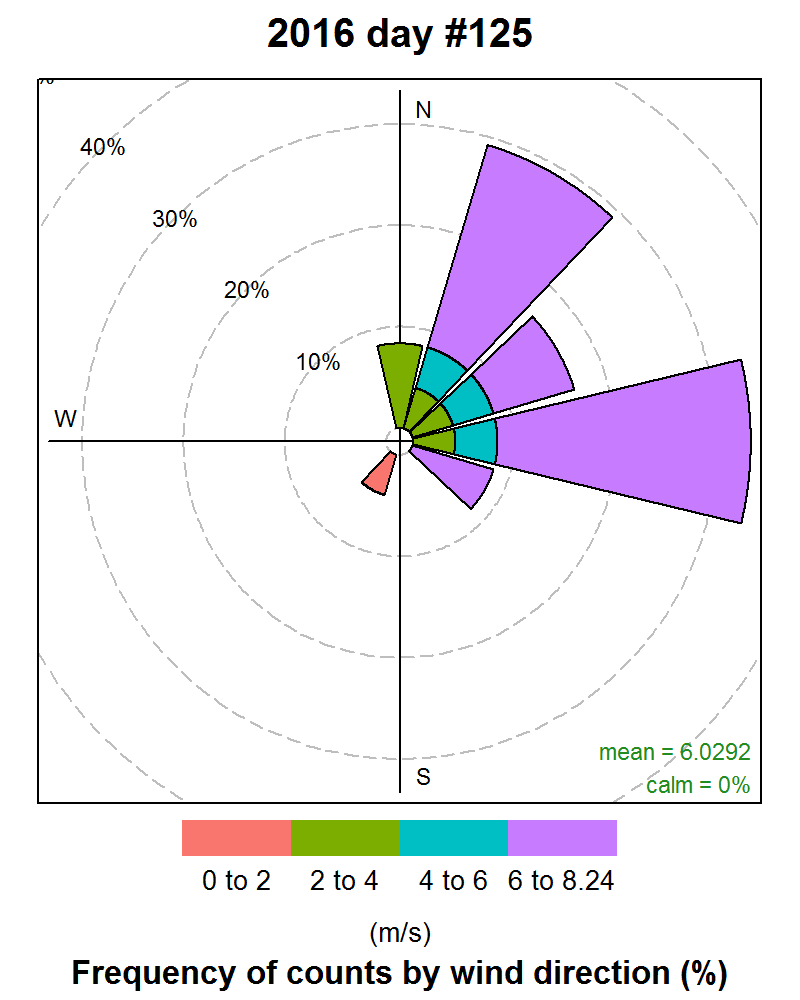 2016 day #125
N
40%
30%
20%
10%
W
S
mean = 6.0292
calm = 0%
0 to 2 2 to 4 4 to 6 6 to 8.24
(m/s)
Frequency of counts by wind direction (%)